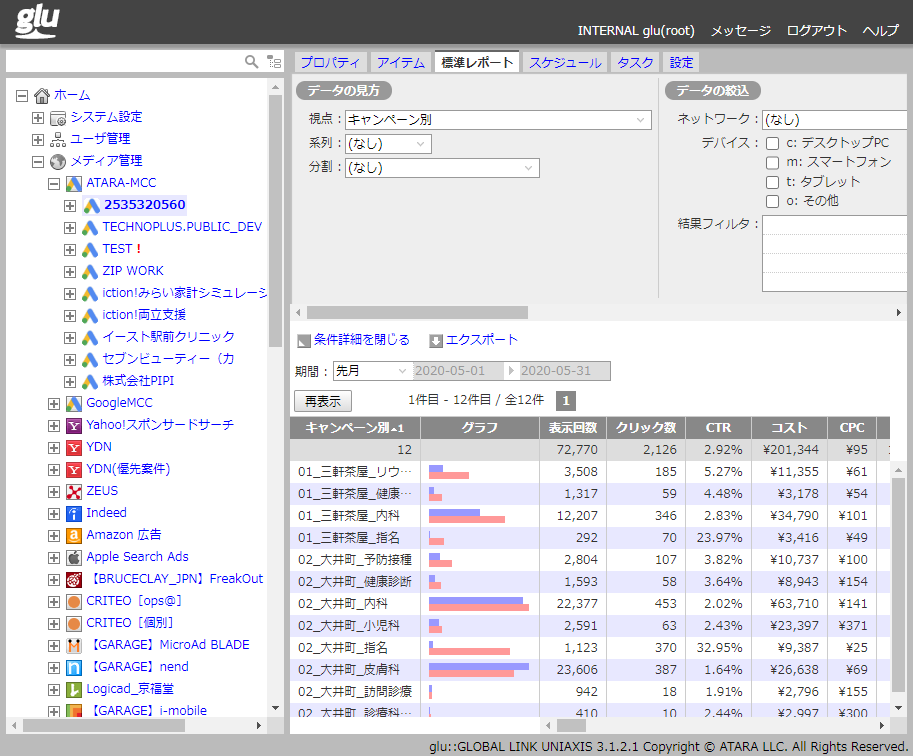 glu
INTERNAL glu(root) メッセージ ログアウト ヘルプ
プロパティ アイテム 標準レポート スケジュール タスク 設定
ホーム
システム設定
ユーザ管理
メディア管理
ATARA-MCC
2535320560
TECHNOPLUS.PUBLIC_DEV
TEST !
ZIP WORK
iction!みらい家計シミュレーシ
iction!両立支援
イースト駅前クリニック
セブンビューティー（カ
株式会社PIPI
GoogleMCC
Yahoo!スポンサードサーチ
YDN
YDN(優先案件)
ZEUS
Indeed
Amazon 広告
Apple Search Ads
【BRUCECLAY_JPN】FreakOut
CRITEO［ops@］
CRITEO［個別］
【GARAGE】MicroAd BLADE
【GARAGE】nend
Logicad_京福堂
【GARAGE】i-mobile
データの見方
視点： キャンペーン別
系列： (なし)
分割： (なし)
データの絞込
ネットワーク： (なし)
デバイス： c: デスクトップPC
m: スマートフォン
t: タブレット
o: その他
結果フィルタ：
条件詳細を閉じる エクスポート
期間： 先月 2020-05-01 2020-05-31
再表示 1件目 - 12件目 / 全12件 1
キャンペーン別▴1 グラフ 表示回数 クリック数 CTR コスト CPC
12 72,770 2,126 2.92% ¥201,344 ¥95
01_三軒茶屋_リウ… 3,508 185 5.27% ¥11,355 ¥61
01_三軒茶屋_健康… 1,317 59 4.48% ¥3,178 ¥54
01_三軒茶屋_内科 12,207 346 2.83% ¥34,790 ¥101
01_三軒茶屋_指名 292 70 23.97% ¥3,416 ¥49
02_大井町_予防接種 2,804 107 3.82% ¥10,737 ¥100
02_大井町_健康診断 1,593 58 3.64% ¥8,943 ¥154
02_大井町_内科 22,377 453 2.02% ¥63,710 ¥141
02_大井町_小児科 2,591 63 2.43% ¥23,397 ¥371
02_大井町_指名 1,123 370 32.95% ¥9,387 ¥25
02_大井町_皮膚科 23,606 387 1.64% ¥26,638 ¥69
02_大井町_訪問診療 942 18 1.91% ¥2,796 ¥155
02_大井町_診療科… 410 10 2.44% ¥2,997 ¥300
glu::GLOBAL LINK UNIAXIS 3.1.2.1 Copyright © ATARA LLC. All Rights Reserved.